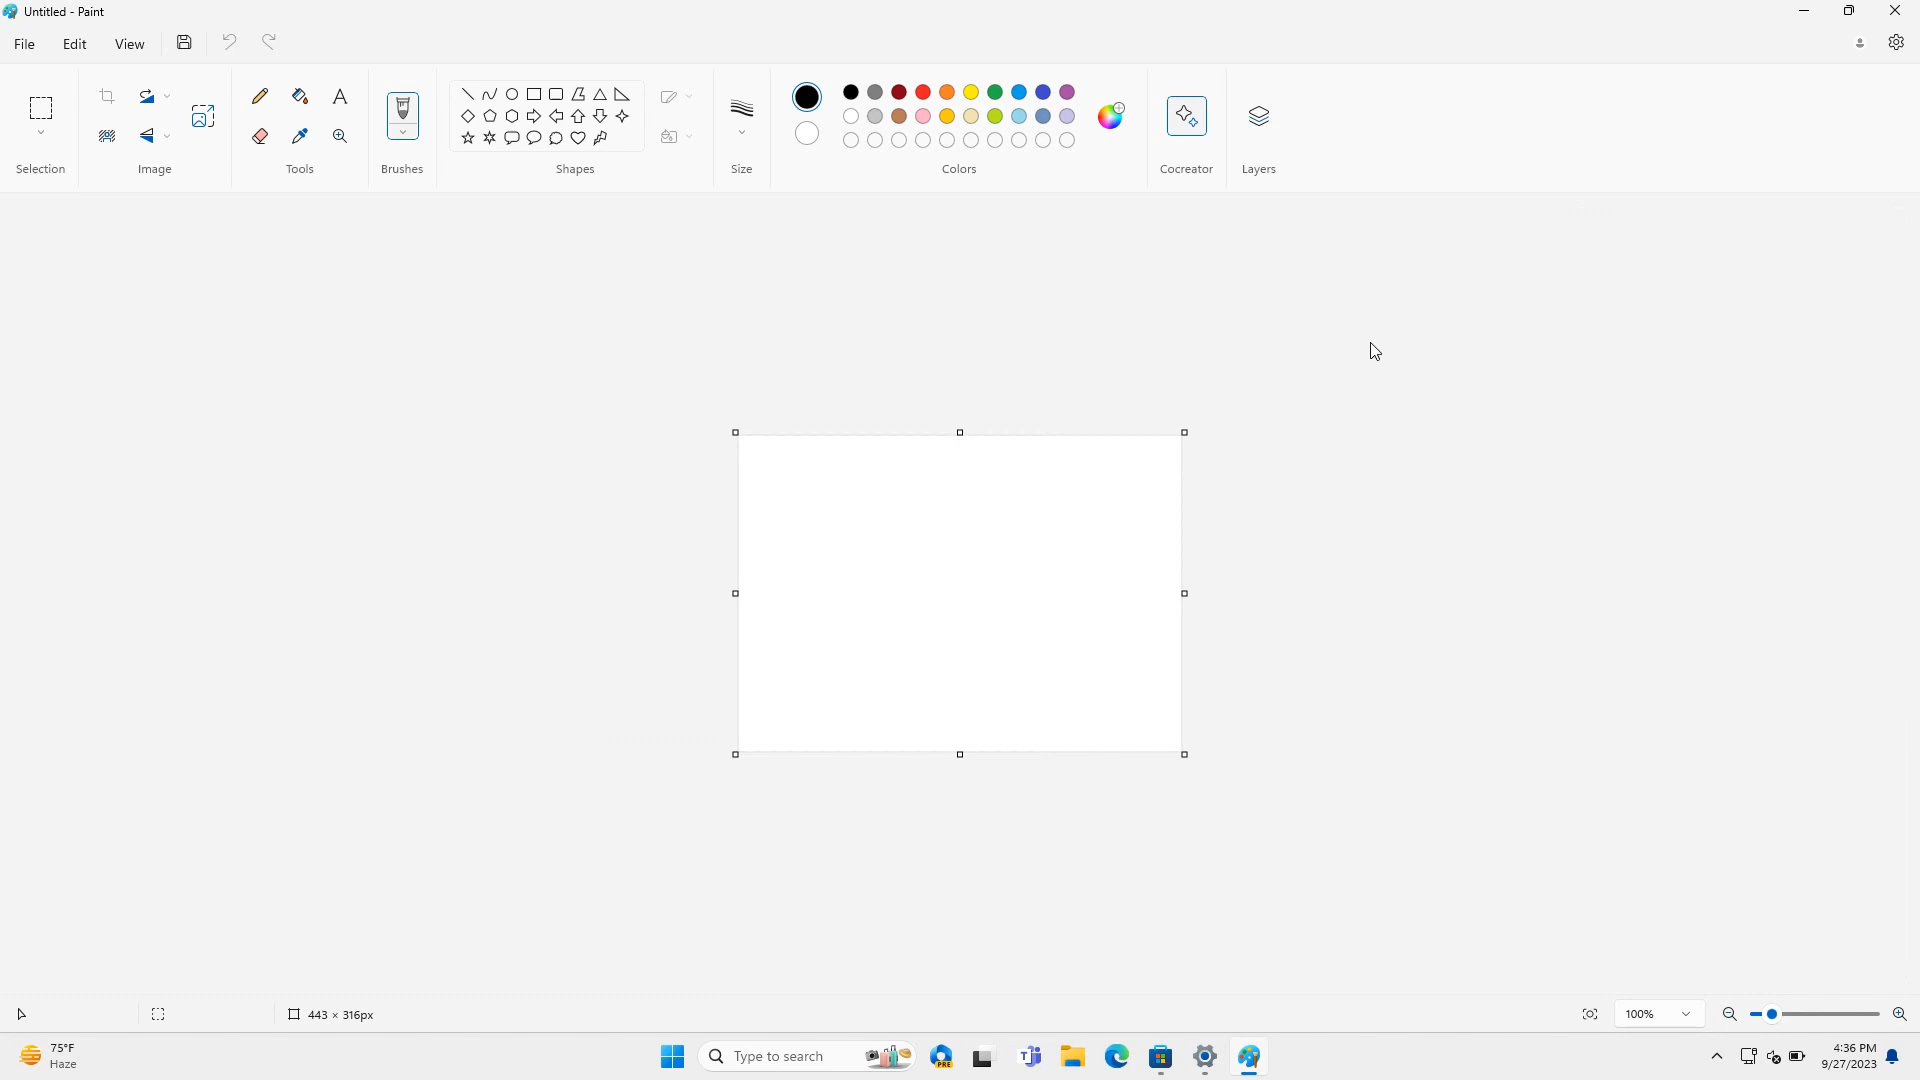 Untitled - Paint
File Edit View
Selection Image Tools Brushes Shapes Size Colors Cocreator Layers
443 × 316px 100%
75°F
Haze
Type to search
PRE
4:36 PM
9/27/2023